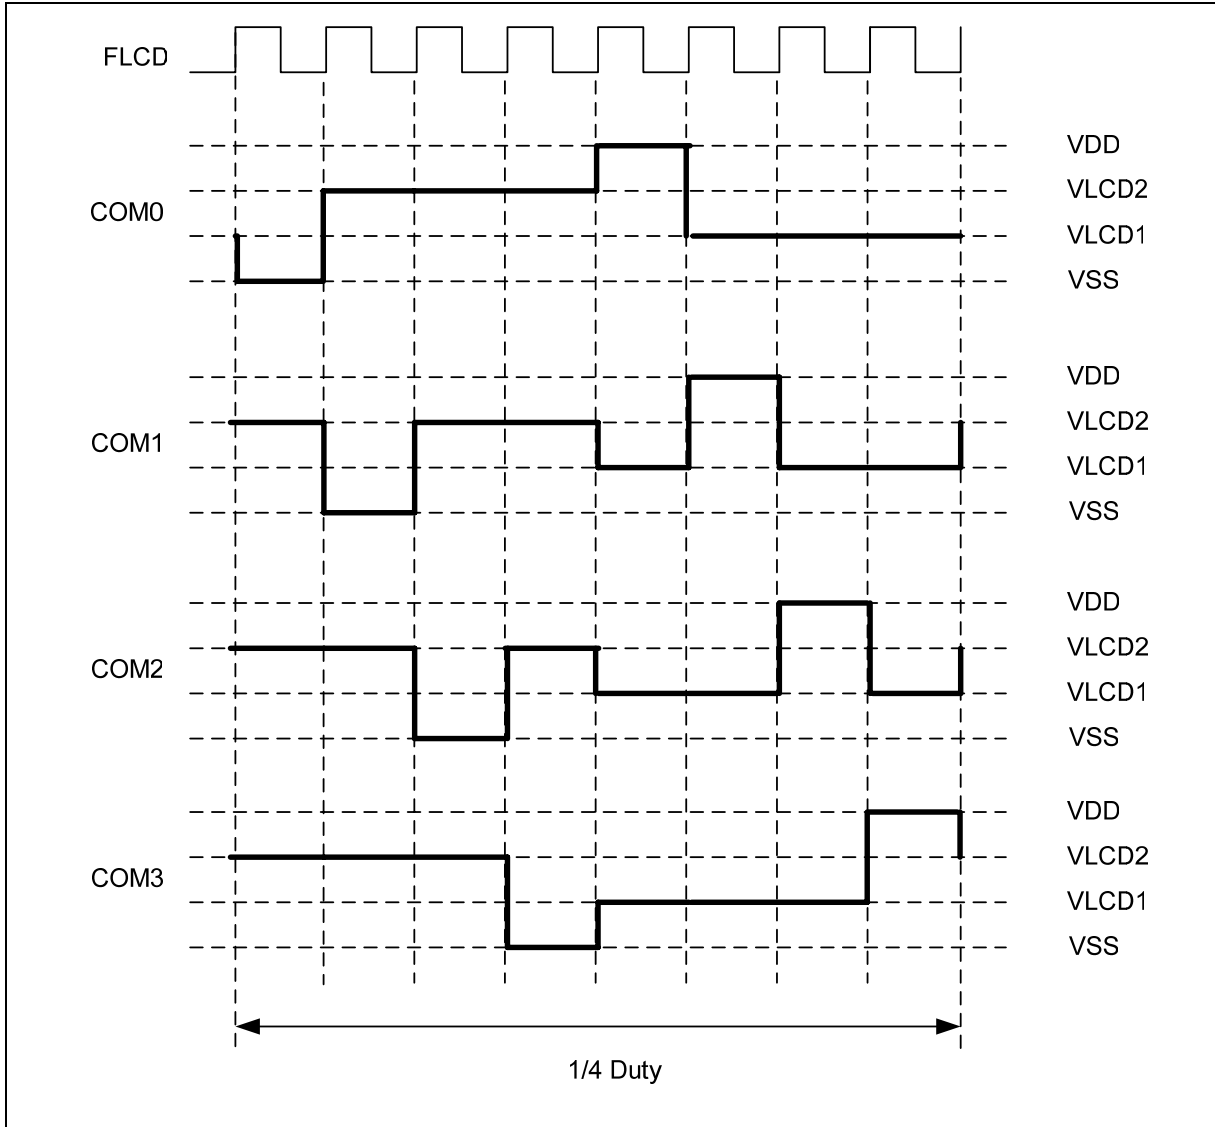 FLCD
VDD
VLCD2
COM0
VLCD1
VSS
VDD
VLCD2
COM1
VLCD1
VSS
VDD
VLCD2
COM2
VLCD1
VSS
VDD
VLCD2
COM3
VLCD1
VSS
1/4 Duty